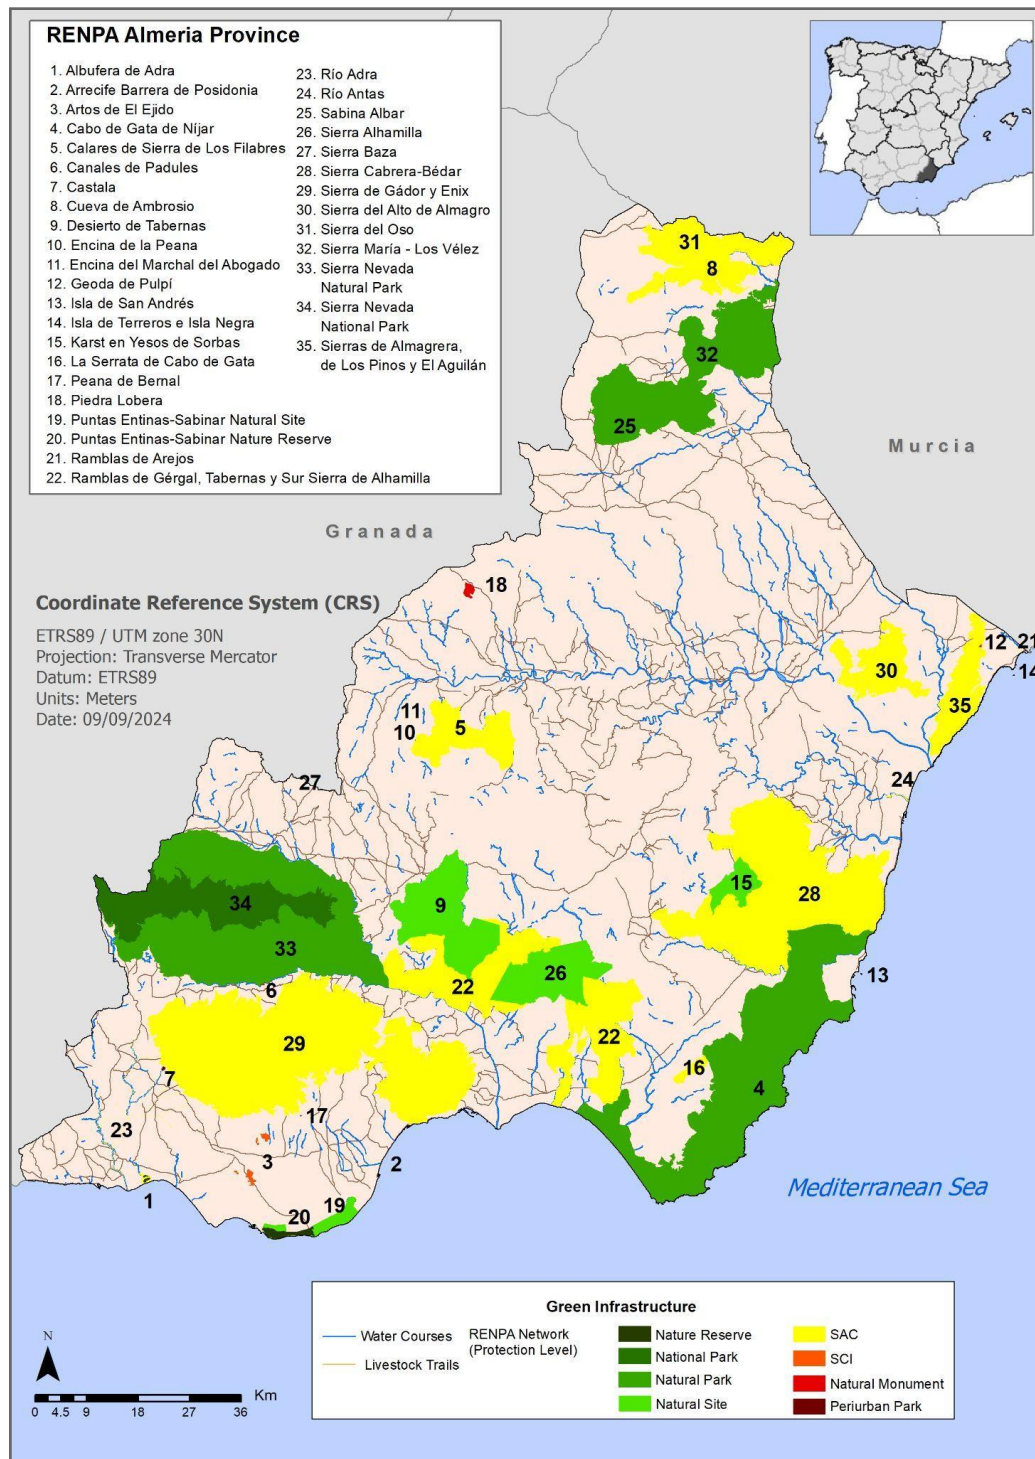 RENPA Almeria Province
1. Albufera de Adra
2. Arrecife Barrera de Posidonia
3. Artos de El Ejido
4. Cabo de Gata de Níjar
5. Calares de Sierra de Los Filabres
6. Canales de Padules
7. Castala
8. Cueva de Ambrosio
9. Desierto de Tabernas
10. Encina de la Peana
11. Encina del Marchal del Abogado
12. Geoda de Pulpí
13. Isla de San Andrés
14. Isla de Terreros e Isla Negra
15. Karst en Yesos de Sorbas
16. La Serrata de Cabo de Gata
17. Peana de Bernal
18. Piedra Lobera
19. Puntas Entinas-Sabinar Natural Site
20. Puntas Entinas-Sabinar Nature Reserve
21. Ramblas de Arejos
22. Ramblas de Gérgal, Tabernas y Sur Sierra de Alhamilla
23. Río Adra
24. Río Antas
25. Sabina Albar
26. Sierra Alhamilla
27. Sierra Baza
28. Sierra Cabrera-Bédar
29. Sierra de Gádor y Enix
30. Sierra del Alto de Almagro
31. Sierra del Oso
32. Sierra María - Los Vélez
33. Sierra Nevada
Natural Park
34. Sierra Nevada
National Park
35. Sierras de Almagrera,
de Los Pinos y El Aguilán
31
8
32
25
Murcia
Granada
18
Coordinate Reference System (CRS)
ETRS89 / UTM zone 30N
Projection: Transverse Mercator
Datum: ETRS89
Units: Meters
Date: 09/09/2024
12
21
14
30
35
11
10
5
27
24
34
33
9
15
28
26
22
13
6
29
22
16
4
7
17
23
3
2
1
20
19
Mediterranean Sea
N
Km
0 4.5 9 18 27 36
Green Infrastructure
Water Courses
Livestock Trails
RENPA Network
(Protection Level)
Nature Reserve
National Park
Natural Park
Natural Site
SAC
SCI
Natural Monument
Periurban Park